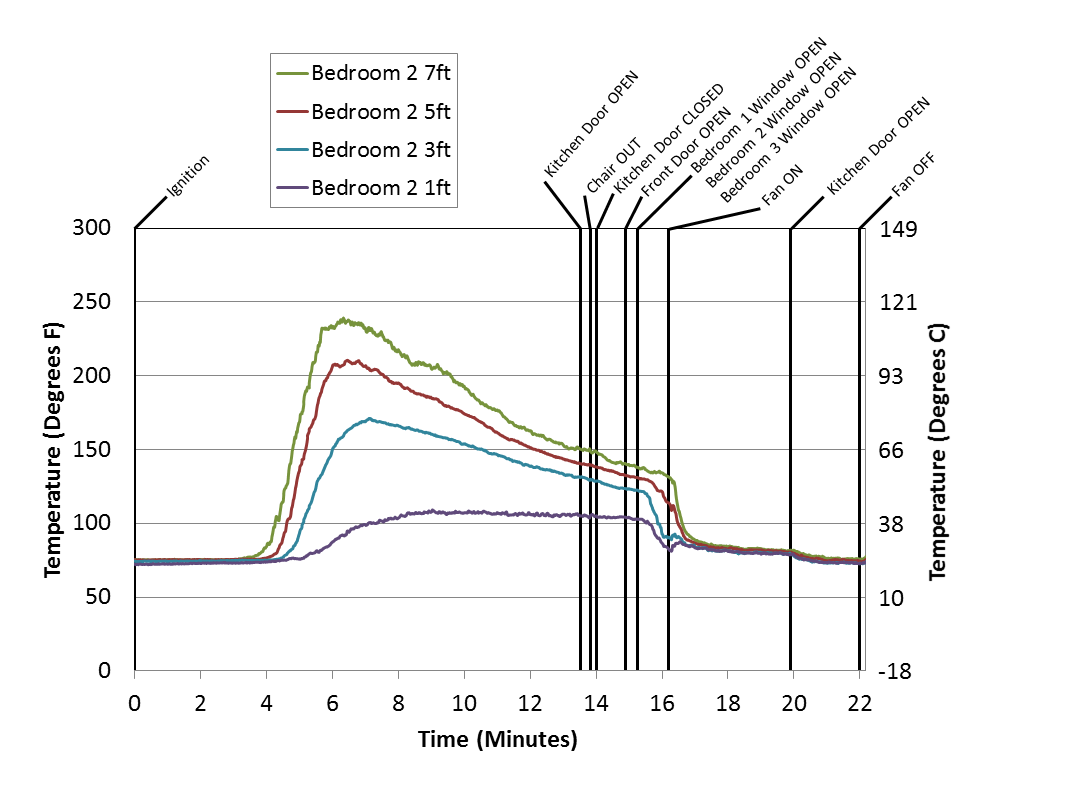 Bedroom 2 7ft
Bedroom 2 5ft
Bedroom 2 3ft
Bedroom 2 1ft
Ignition
Kitchen Door OPEN
Chair OUT
Kitchen Door CLOSED
Front Door OPEN
Bedroom 1 Window OPEN
Bedroom 2 Window OPEN
Bedroom 3 Window OPEN
Fan ON
Kitchen Door OPEN
Fan OFF
Temperature (Degrees F)
300
250
200
150
100
50
0
149
121
93
66
38
10
-18
Temperature (Degrees C)
0 2 4 6 8 10 12 14 16 18 20 22
Time (Minutes)